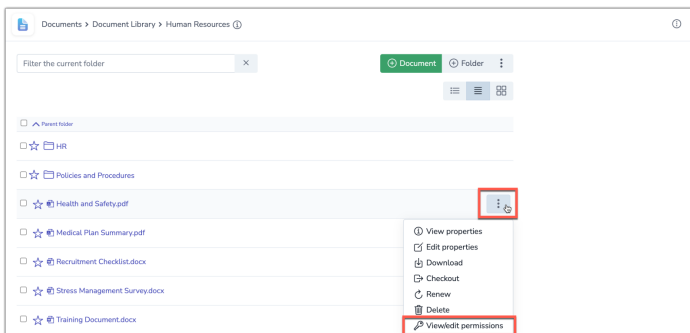 Documents > Document Library > Human Resources
Filter the current folder
Document Folder
Parent folder
HR
Policies and Procedures
Health and Safety.pdf
Medical Plan Summary.pdf
Recruitment Checklist.docx
Stress Management Survey.docx
Training Document.docx
View properties
Edit properties
Download
Checkout
Renew
Delete
View/edit permissions